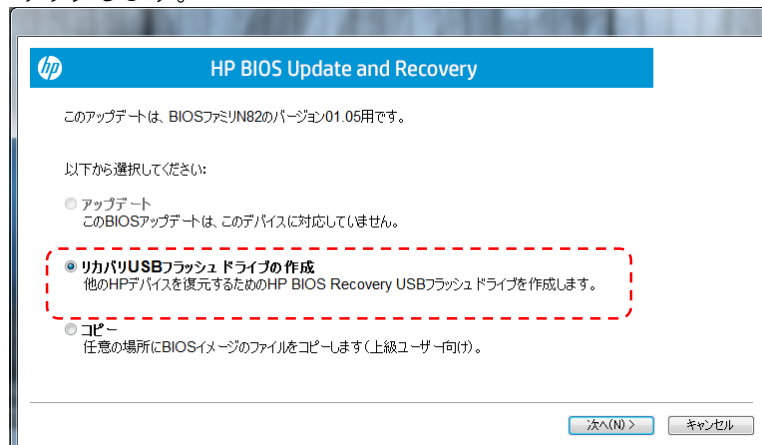 hp
HP BIOS Update and Recovery
このアップデートは、BIOSファミリN82のバージョン01.05用です。
以下から選択してください:
アップデート
このBIOSアップデートは、このデバイスに対応していません。
リカバリUSBフラッシュ ドライブの作成
他のHPデバイスを復元するためのHP BIOS Recovery USBフラッシュ ドライブを作成します。
コピー
任意の場所にBIOSイメージのファイルをコピーします(上級ユーザー向け)。
次へ(N) >
キャンセル